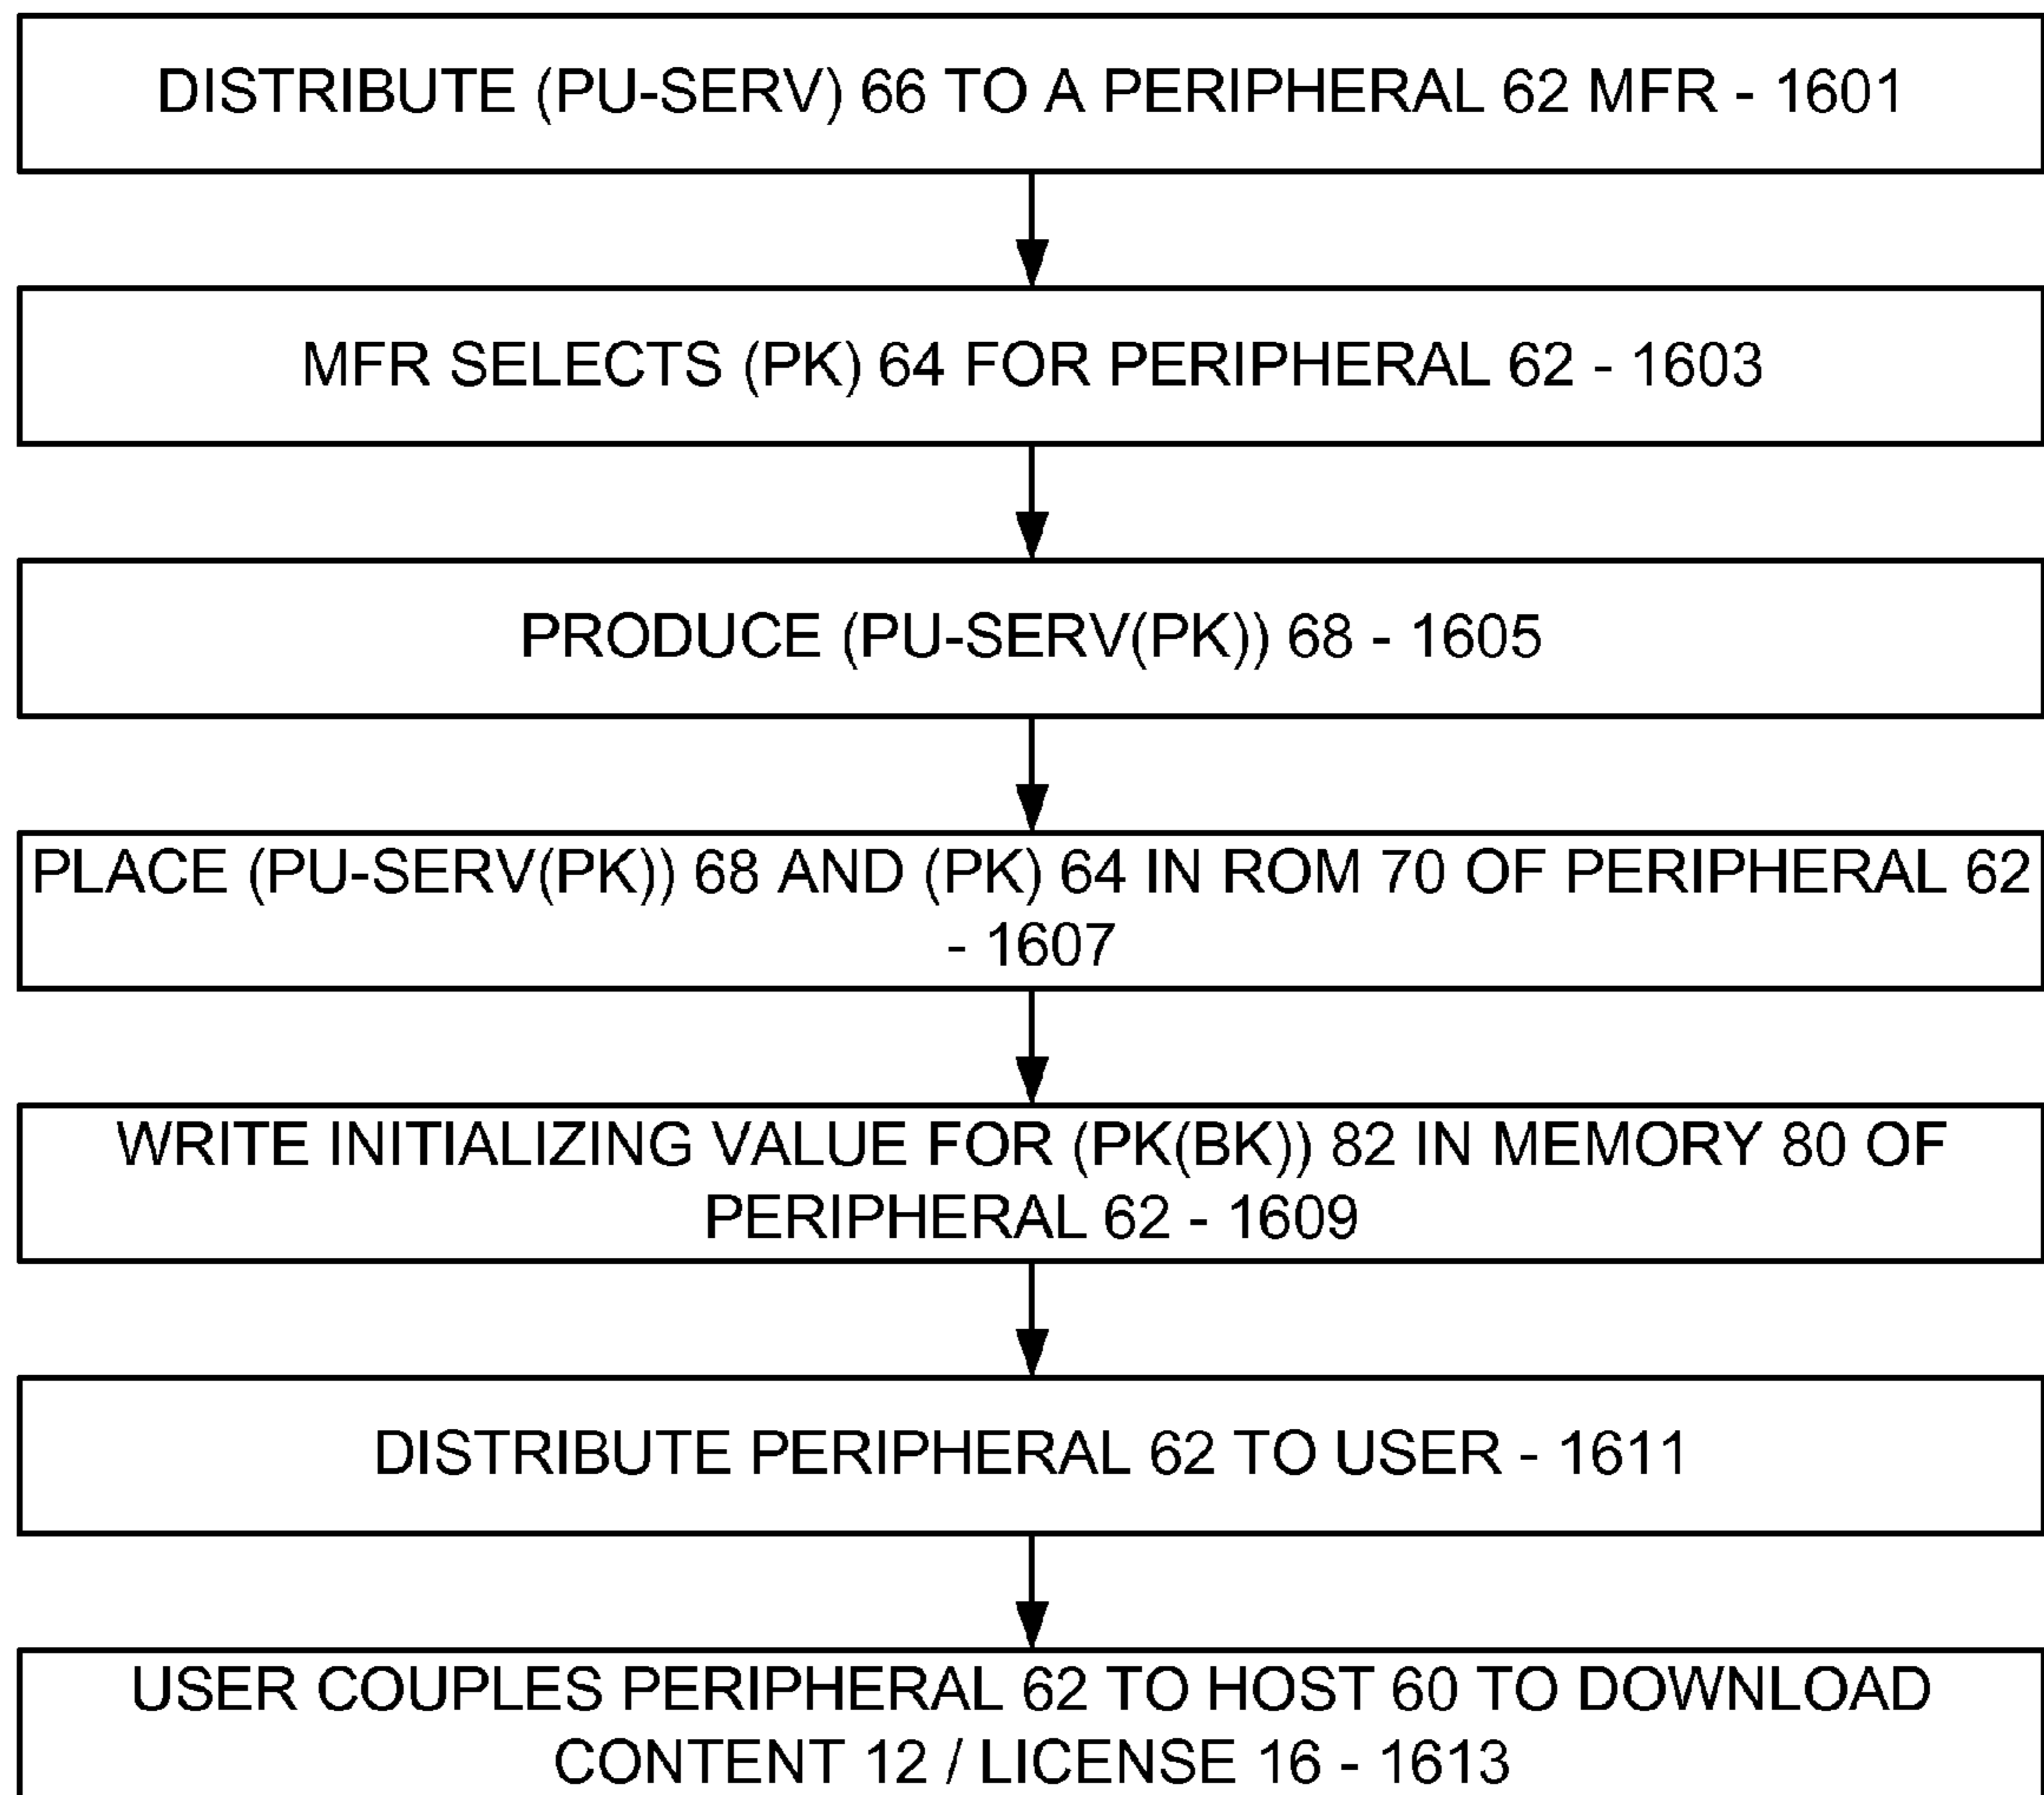 DISTRIBUTE (PU-SERV) 66 TO A PERIPHERAL 62 MFR - 1601
MFR SELECTS (PK) 64 FOR PERIPHERAL 62 - 1603
PRODUCE (PU-SERV(PK)) 68 - 1605
PLACE (PU-SERV(PK)) 68 AND (PK) 64 IN ROM 70 OF PERIPHERAL 62
- 1607
WRITE INITIALIZING VALUE FOR (PK(BK)) 82 IN MEMORY 80 OF
PERIPHERAL 62 - 1609
DISTRIBUTE PERIPHERAL 62 TO USER - 1611
USER COUPLES PERIPHERAL 62 TO HOST 60 TO DOWNLOAD
CONTENT 12 / LICENSE 16 - 1613